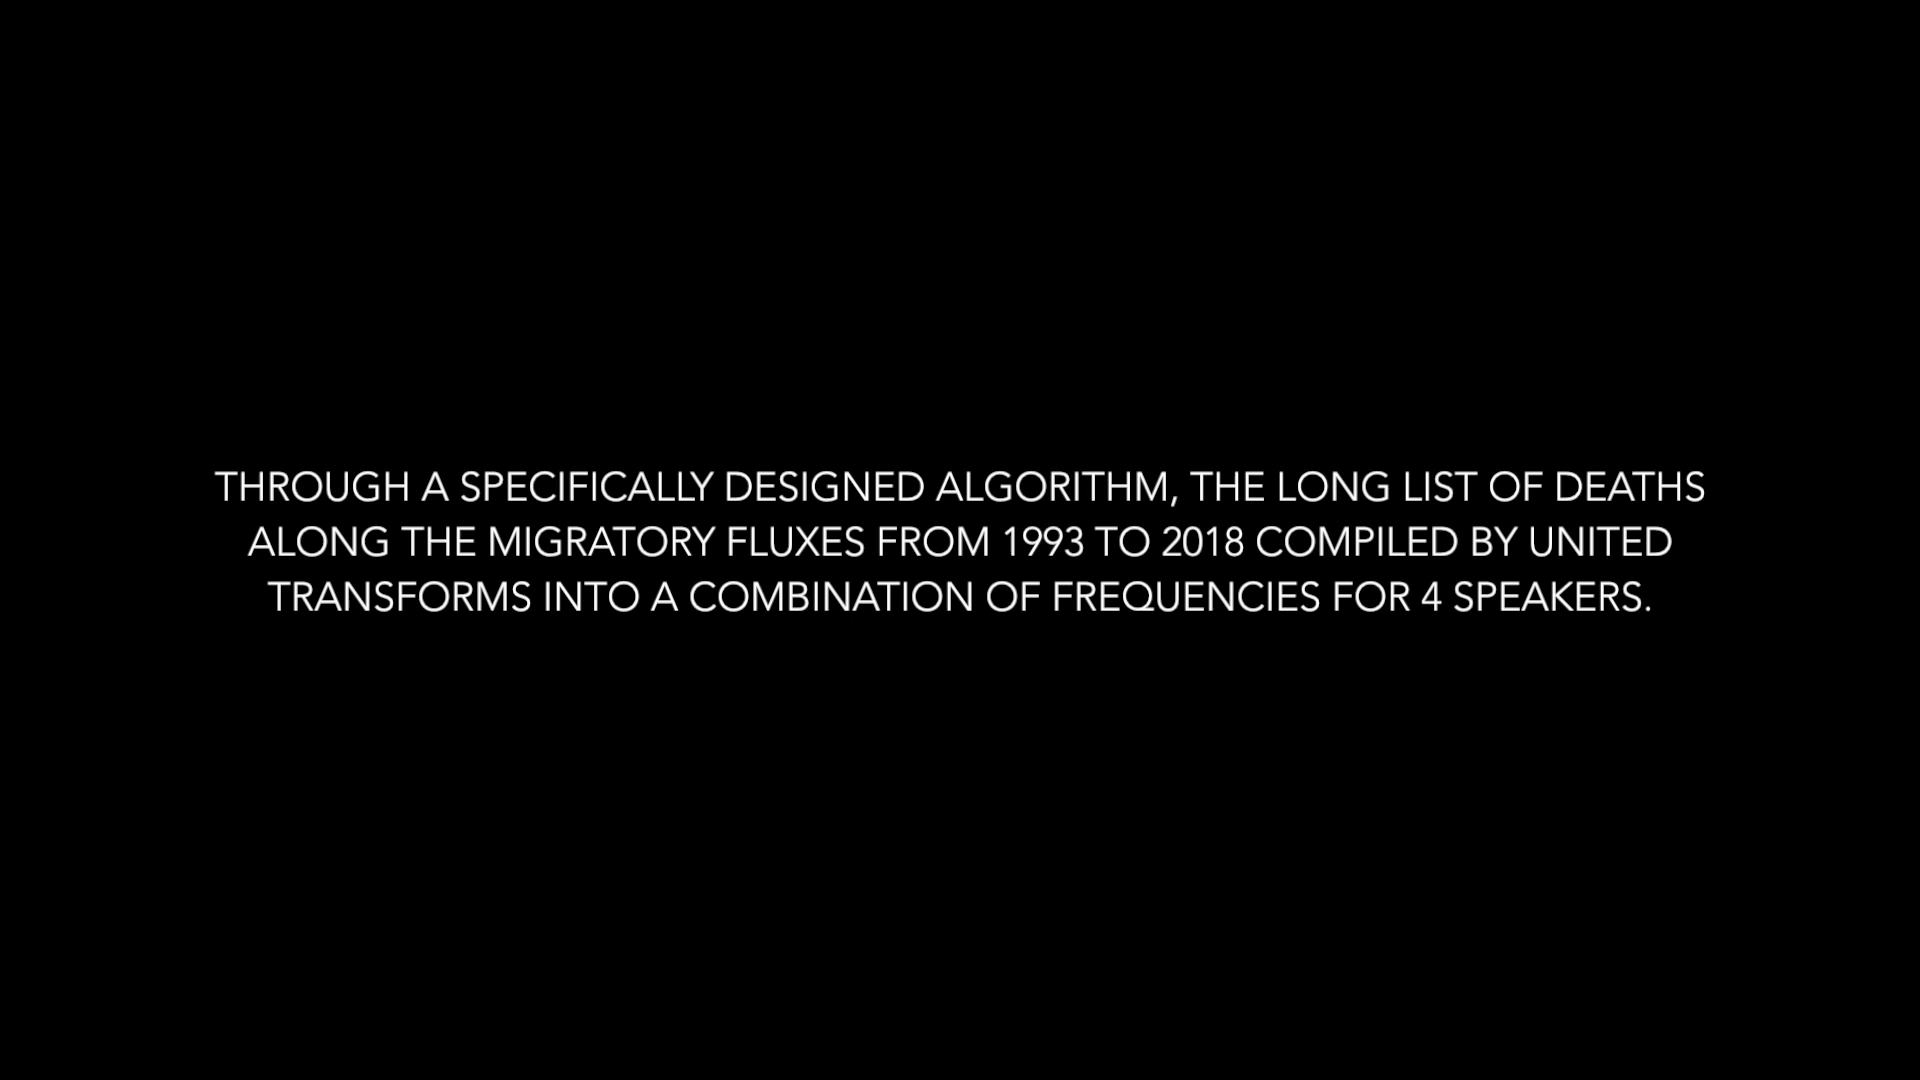 THROUGH A SPECIFICALLY DESIGNED ALGORITHM, THE LONG LIST OF DEATHS
ALONG THE MIGRATORY FLUXES FROM 1993 TO 2018 COMPILED BY UNITED
TRANSFORMS INTO A COMBINATION OF FREQUENCIES FOR 4 SPEAKERS.